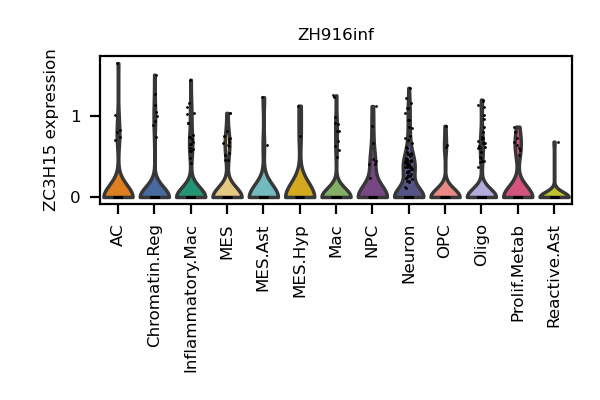 ZH916inf
ZC3H15 expression
1
0
AC
Chromatin.Reg
Inflammatory.Mac
MES
MES.Ast
MES.Hyp
Mac
NPC
Neuron
OPC
Oligo
Prolif.Metab
Reactive.Ast